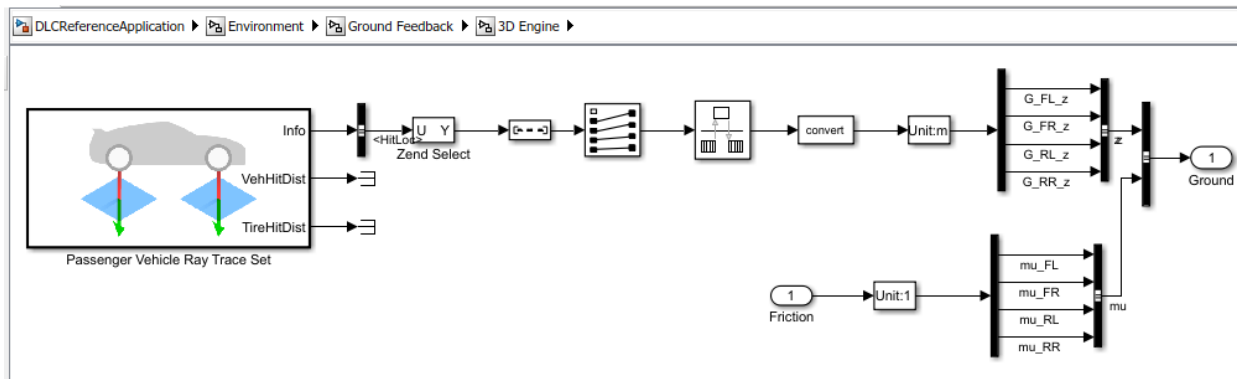 DLCReferenceApplication Environment Ground Feedback 3D Engine
Info
VehHitDist
TireHitDist
Passenger Vehicle Ray Trace Set
<HitLoc>
U Y
Zend Select
convert
Unit:m
G_FL_z
G_FR_z
G_RL_z
G_RR_z
z
1
Ground
1
Friction
Unit:1
mu_FL
mu_FR
mu_RL
mu_RR
mu